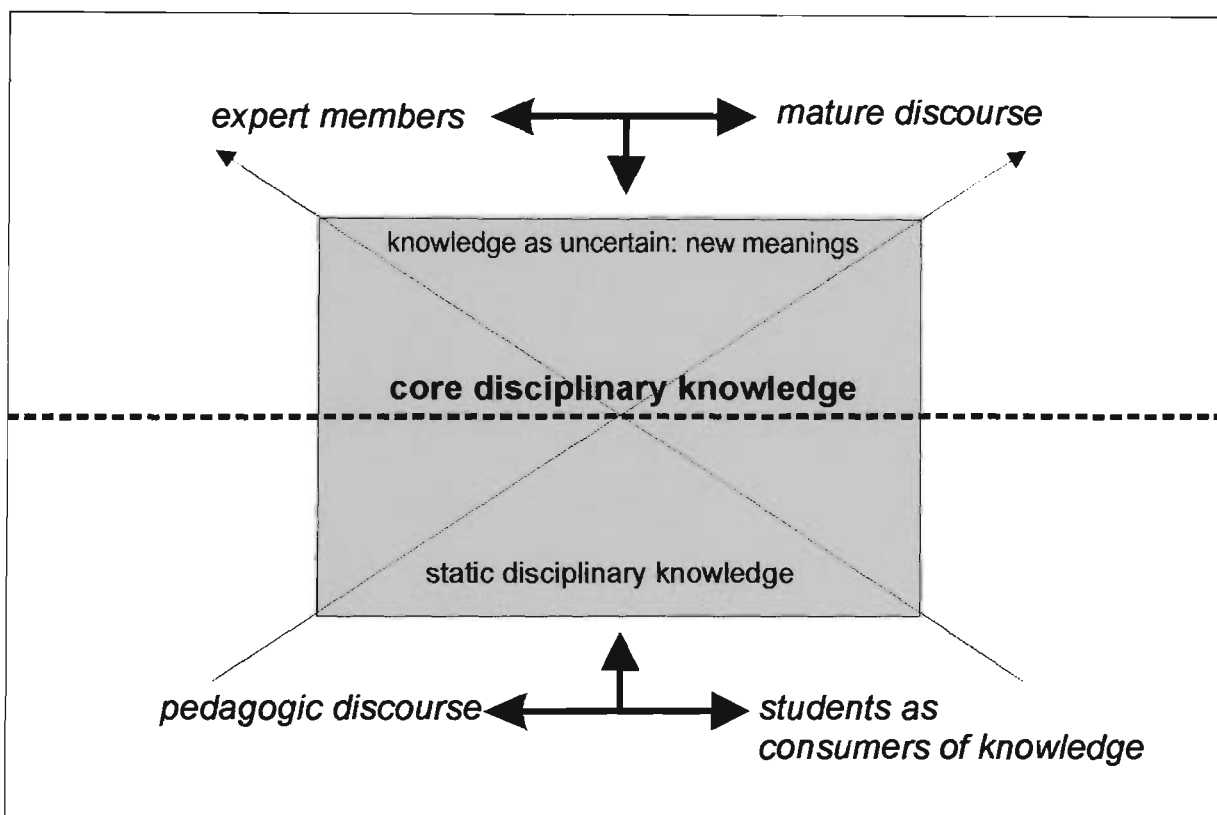 expert members
mature discourse
knowledge as uncertain: new meanings
core disciplinary knowledge
static disciplinary knowledge
pedagogic discourse
students as
consumers of knowledge